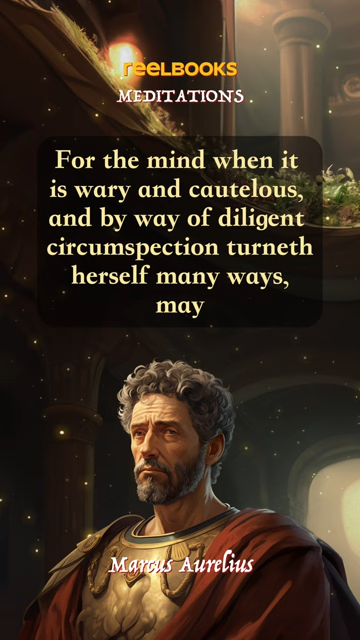 reelbooks
MEDITATIONS
For the mind when it
is wary and cautelous,
and by way of diligent
circumspection turneth
herself many ways,
may
Marcus Aurelius